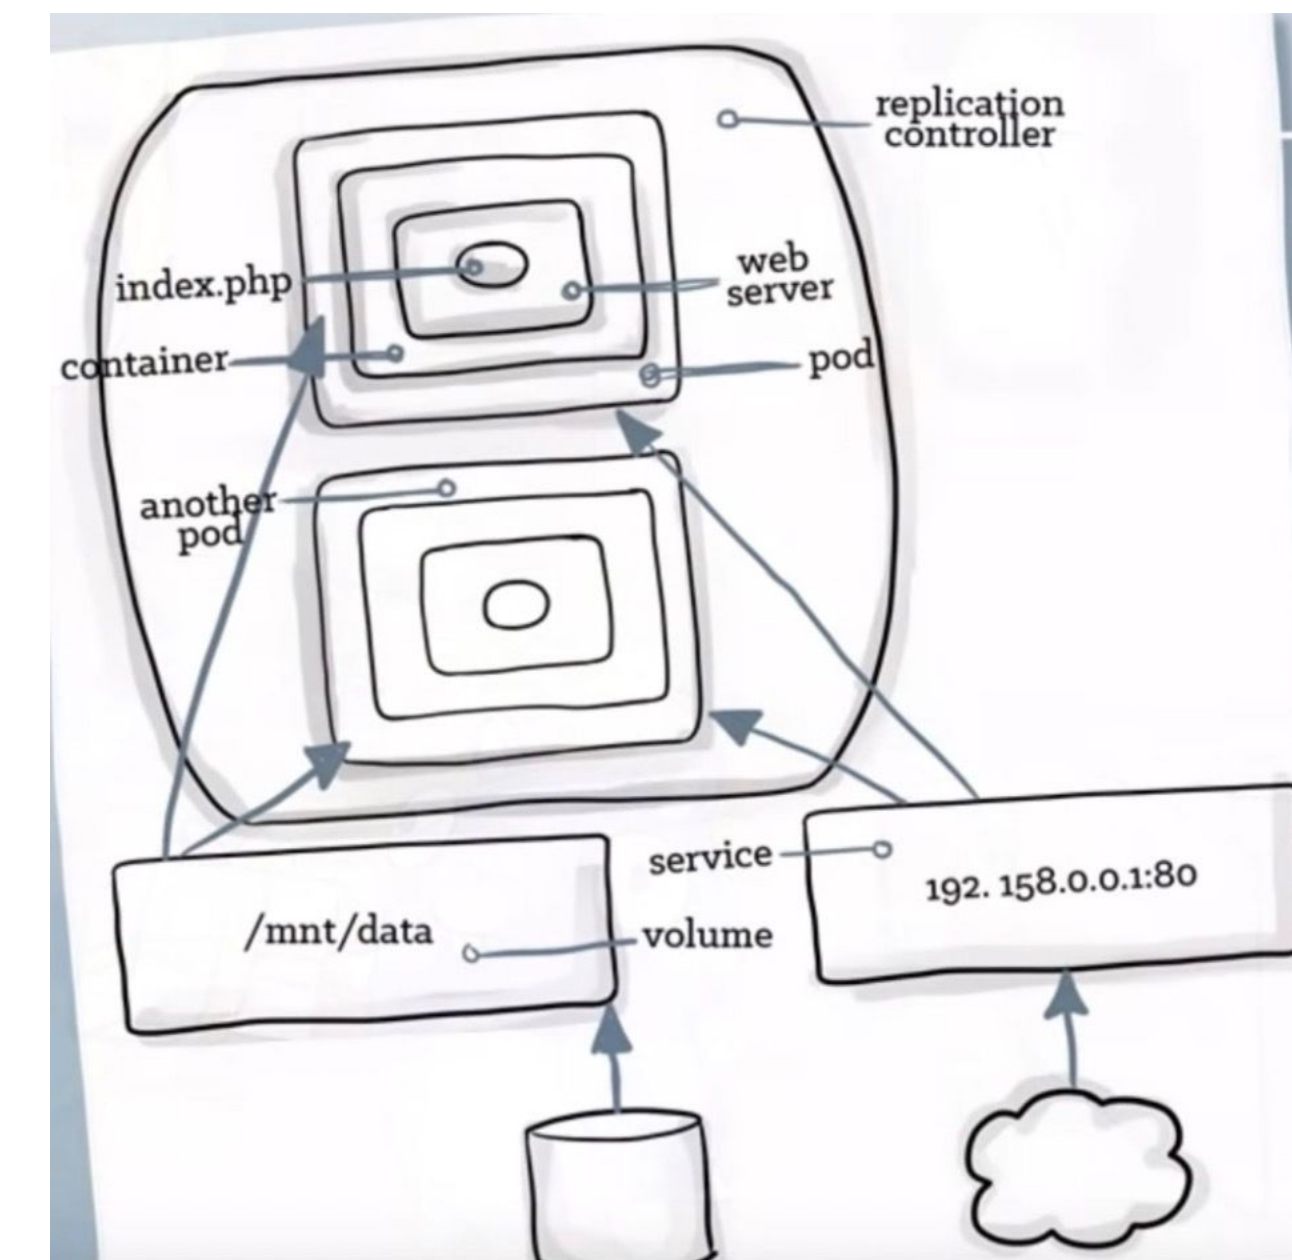 replication
controller
index.php
web
server
container
pod
another
pod
service
192. 158.0.0.1:80
/mnt/data
volume